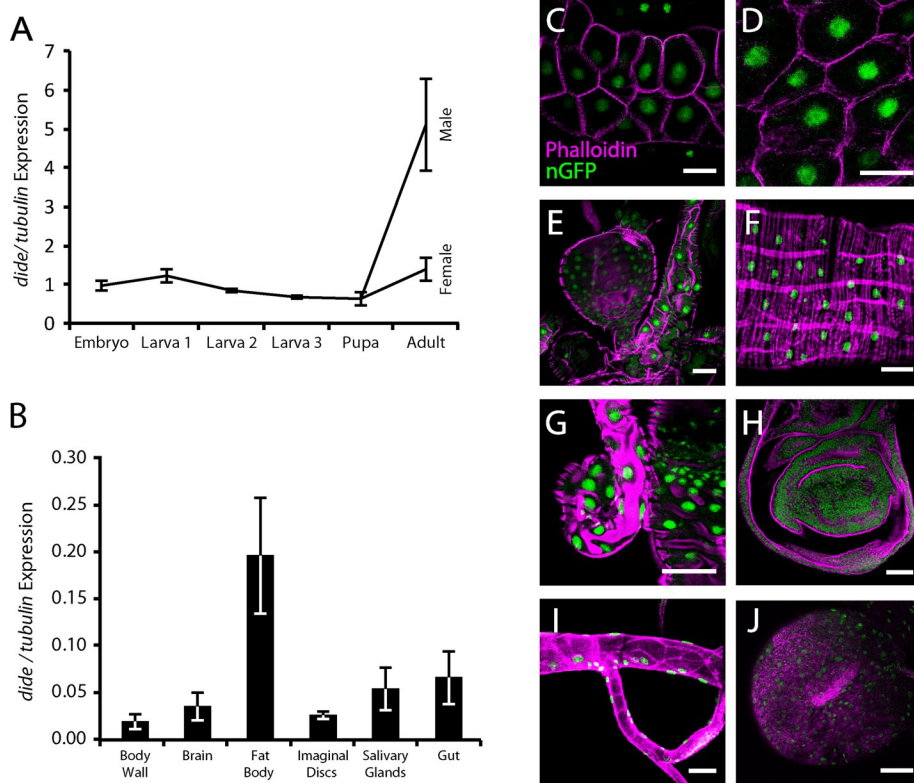 A
7
6
5
4
3
2
1
0
dide/tubulin Expression
Male
Female
Embryo Larva 1 Larva 2 Larva 3 Pupa Adult
B
0.30
0.25
0.20
0.15
0.10
0.05
0.00
dide / tubulin Expression
Body Wall
Brain
Fat Body
Imaginal Discs
Salivary Glands
Gut
C
Phalloidin
nGFP
D
E
F
G
H
I
J